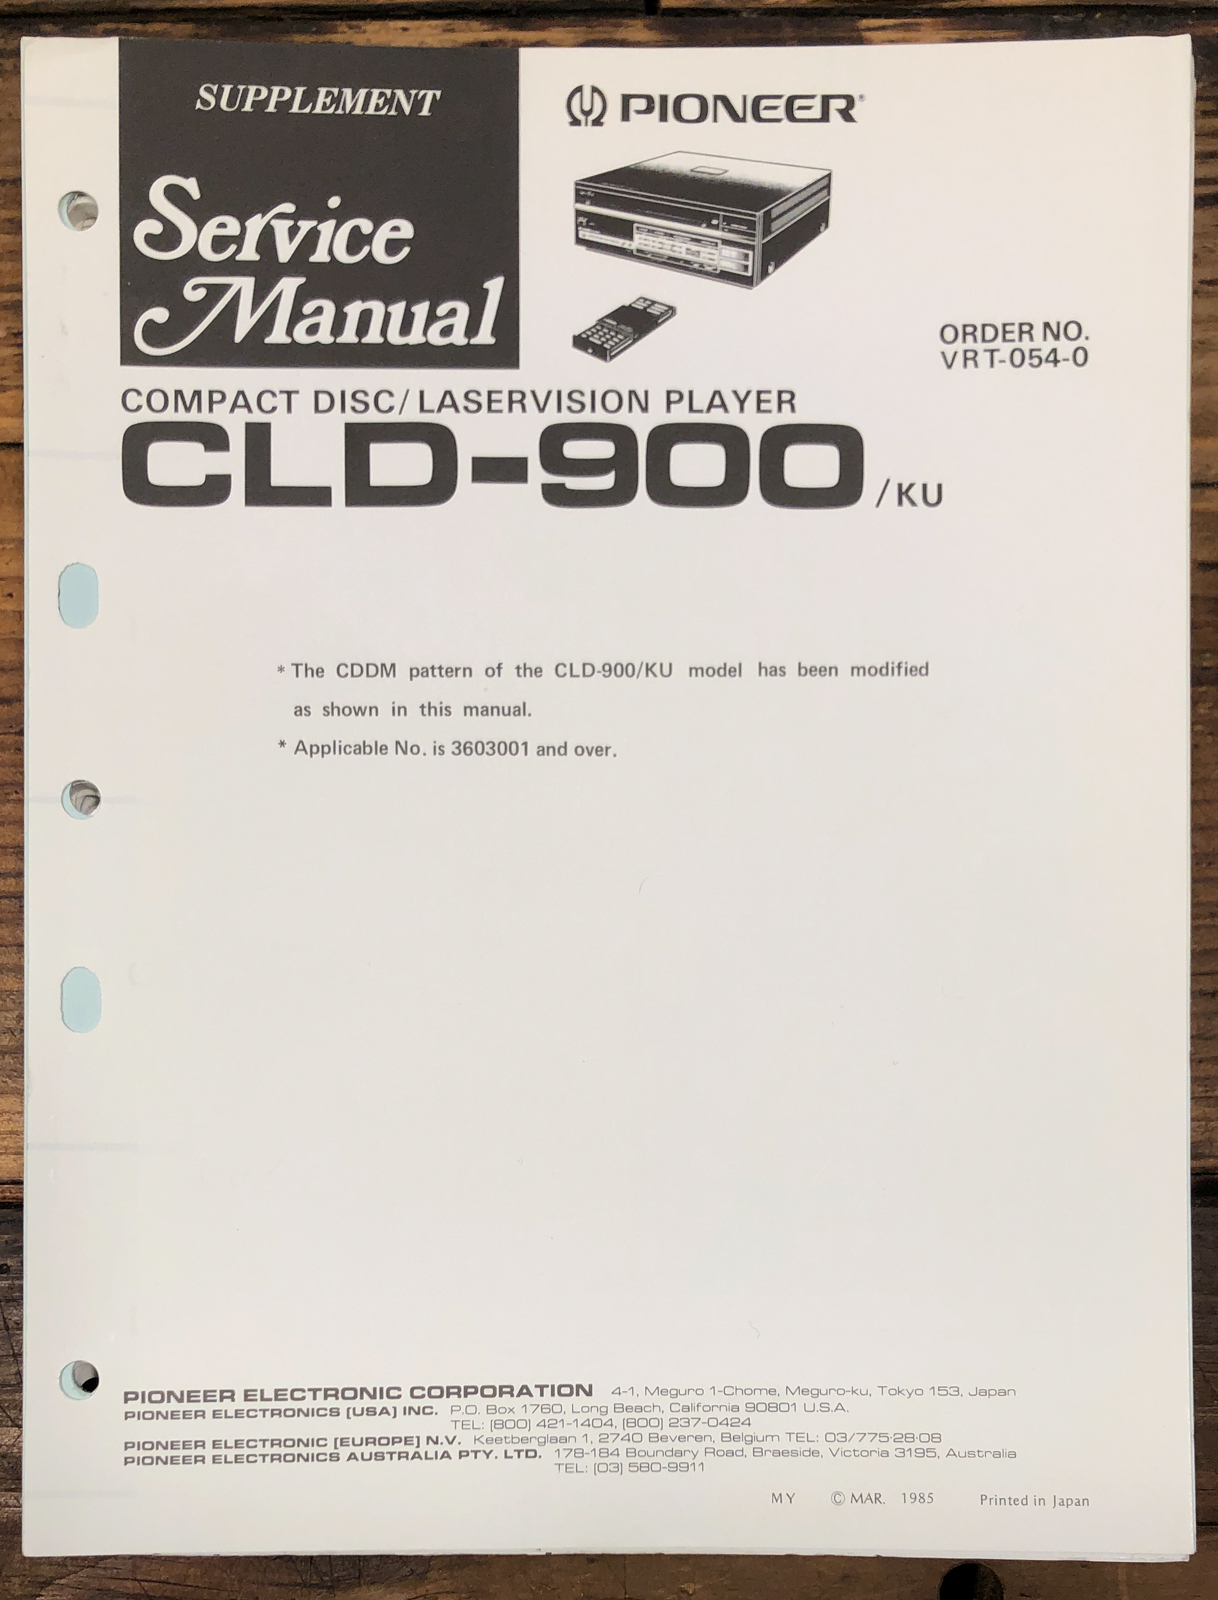 SUPPLEMENT
Service
Manual
PIONEER®
ORDER NO.
VRT-054-0
COMPACT DISC/LASERVISION PLAYER
CLD-900/KU
* The CDDM pattern of the CLD-900/KU model has been modified
as shown in this manual.
* Applicable No. is 3603001 and over.
PIONEER ELECTRONIC CORPORATION 4-1, Meguro 1-Chome, Meguro-ku, Tokyo 153, Japan
PIONEER ELECTRONICS [USA] INC. P.O. Box 1760, Long Beach, California 90801 U.S.A.
TEL: [800] 421-1404, [800] 237-0424
PIONEER ELECTRONIC [EUROPE] N.V. Keetberglaan 1, 2740 Beveren, Belgium TEL: 03/775·28·08
PIONEER ELECTRONICS AUSTRALIA PTY. LTD. 178-184 Boundary Road, Braeside, Victoria 3195, Australia
TEL: [03] 580-9911
MY © MAR. 1985 Printed in Japan